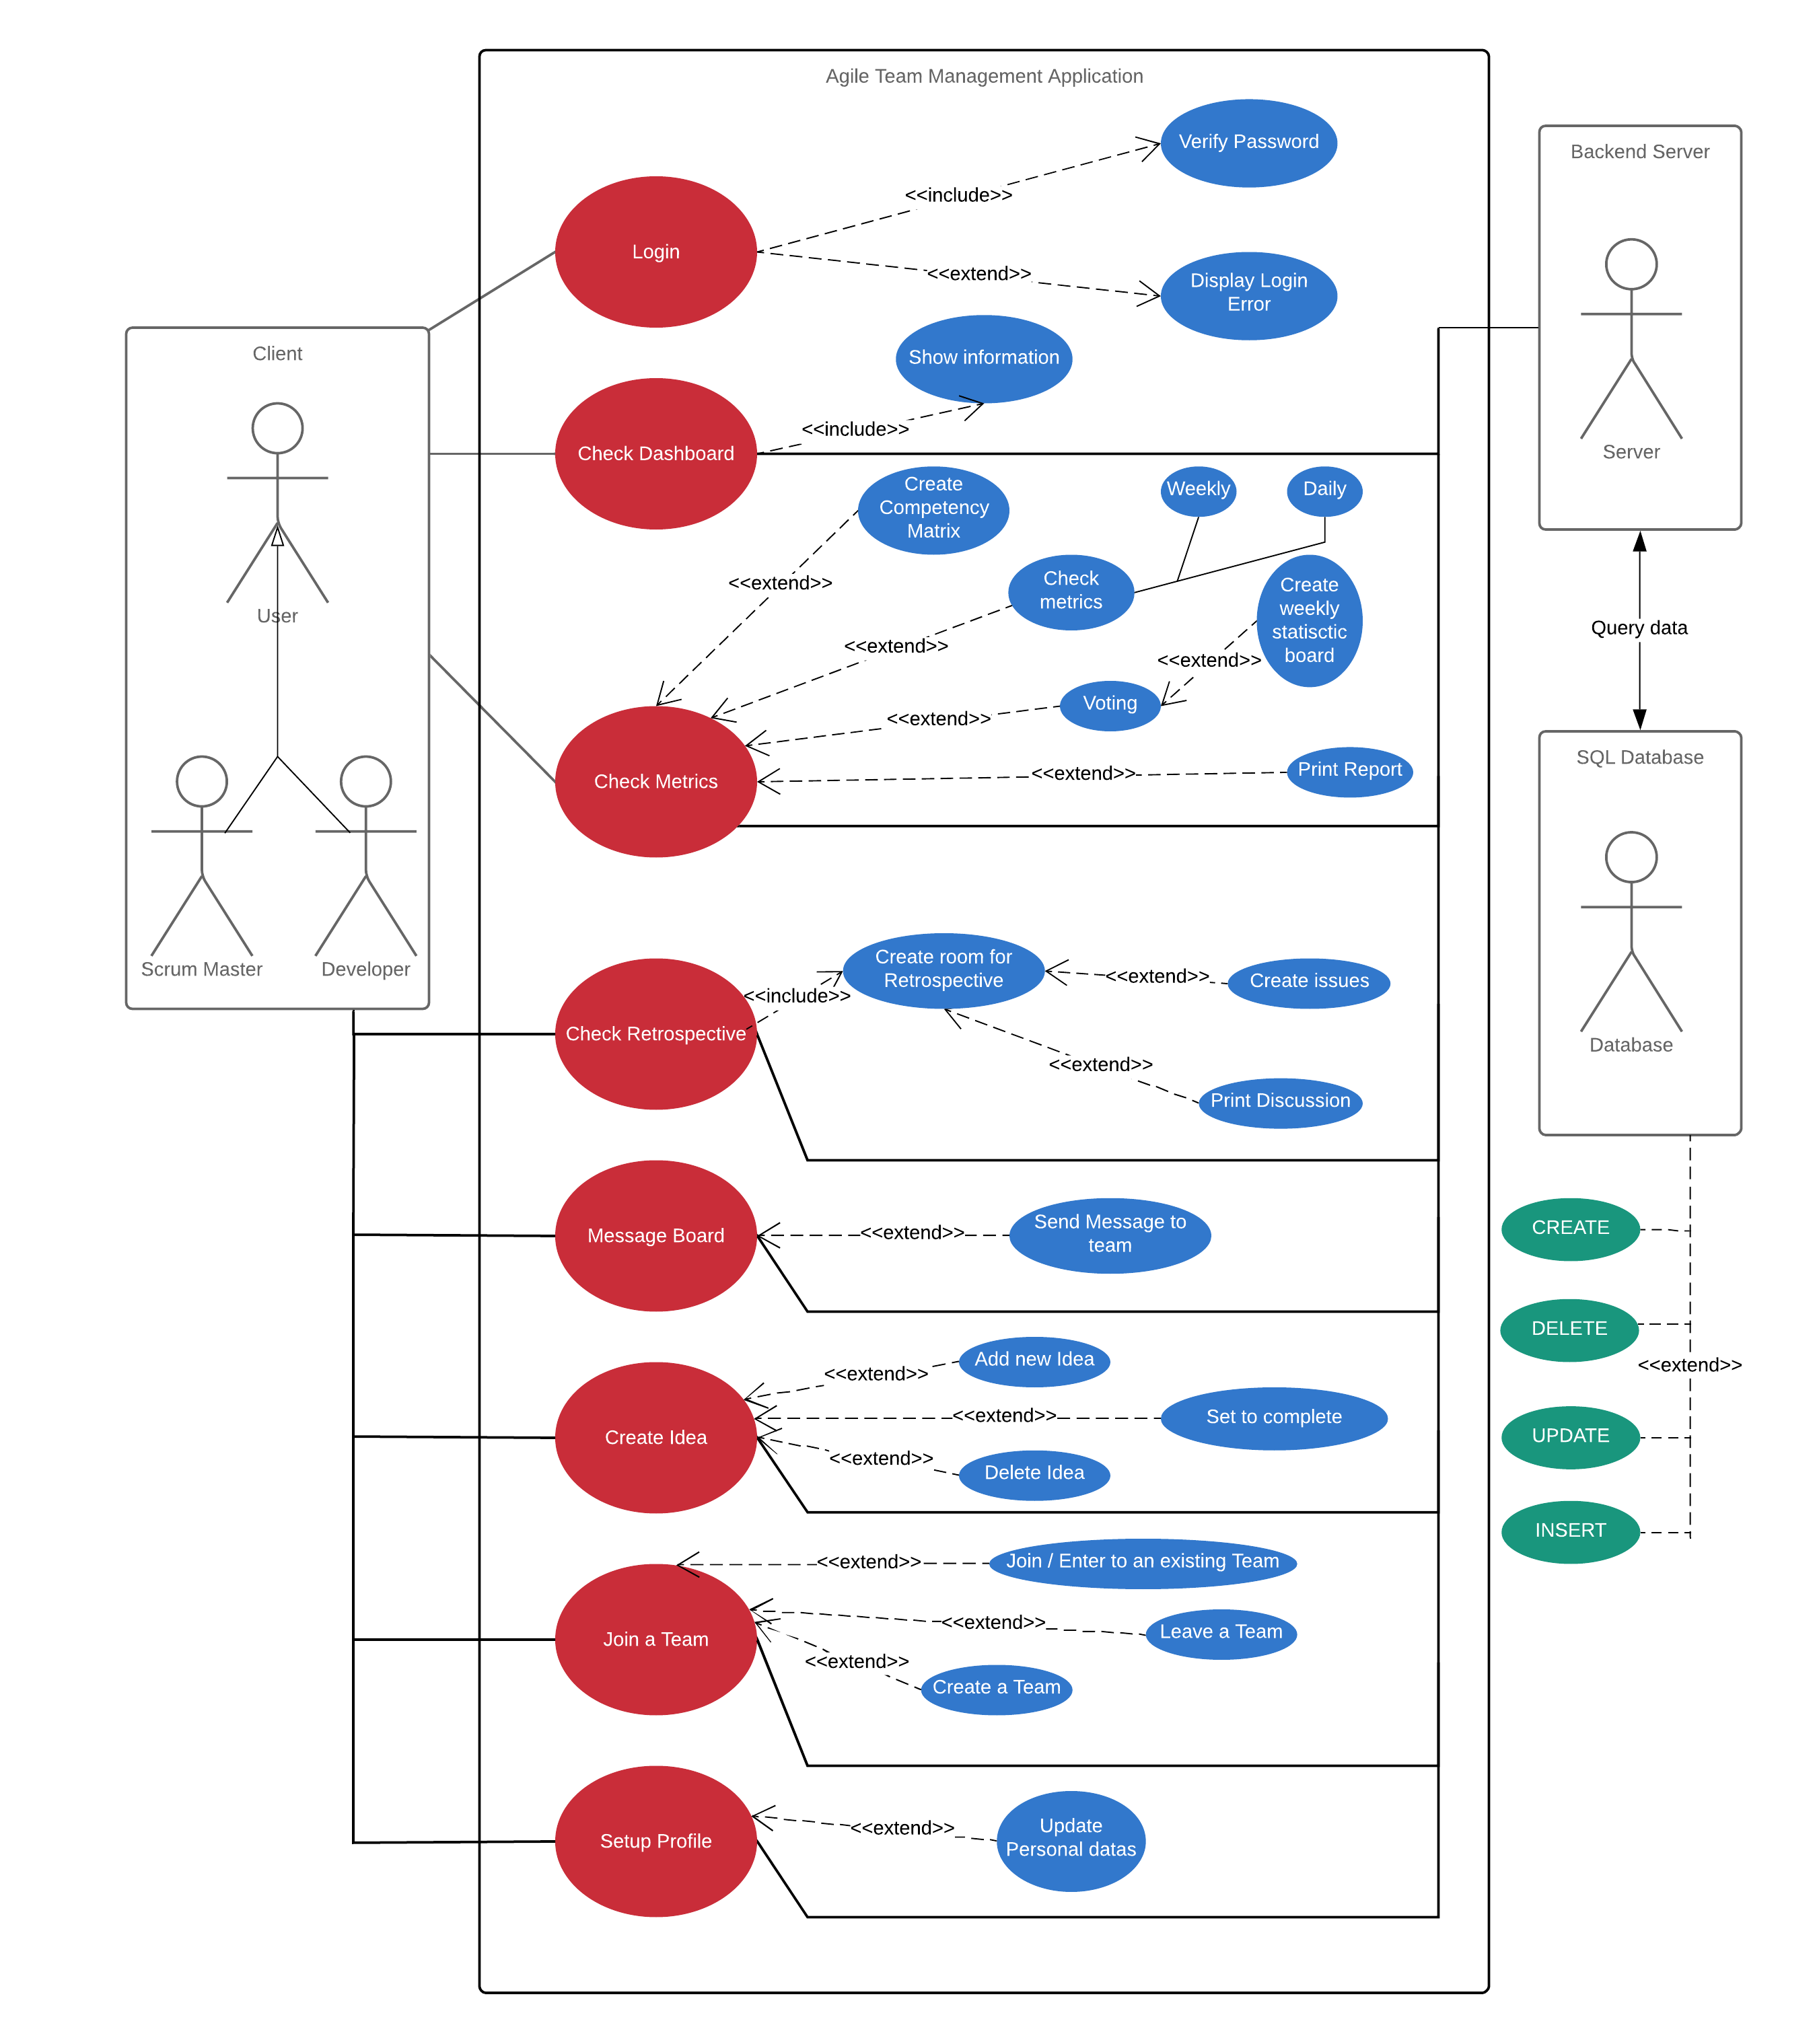 Agile Team Management Application
Verify Password
Backend Server
<<include>>
Login
<<extend>>
Display Login
Error
Client
Show information
<<include>>
Check Dashboard
Server
Create
Competency
Matrix
Weekly
Daily
<<extend>>
Check
metrics
Create
weekly
statisctic
board
User
<<extend>>
<<extend>>
Query data
Voting
<<extend>>
Check Metrics
<<extend>>
Print Report
SQL Database
Scrum Master
Developer
Create room for
Retrospective
<<extend>>
Create issues
<<include>>
Check Retrospective
<<extend>>
Print Discussion
Database
Message Board
<<extend>>
Send Message to
team
CREATE
DELETE
<<extend>>
UPDATE
INSERT
Add new Idea
<<extend>>
<<extend>>
Set to complete
Create Idea
<<extend>>
Delete Idea
<<extend>>
Join / Enter to an existing Team
<<extend>>
Leave a Team
Join a Team
<<extend>>
Create a Team
Setup Profile
<<extend>>
Update
Personal datas